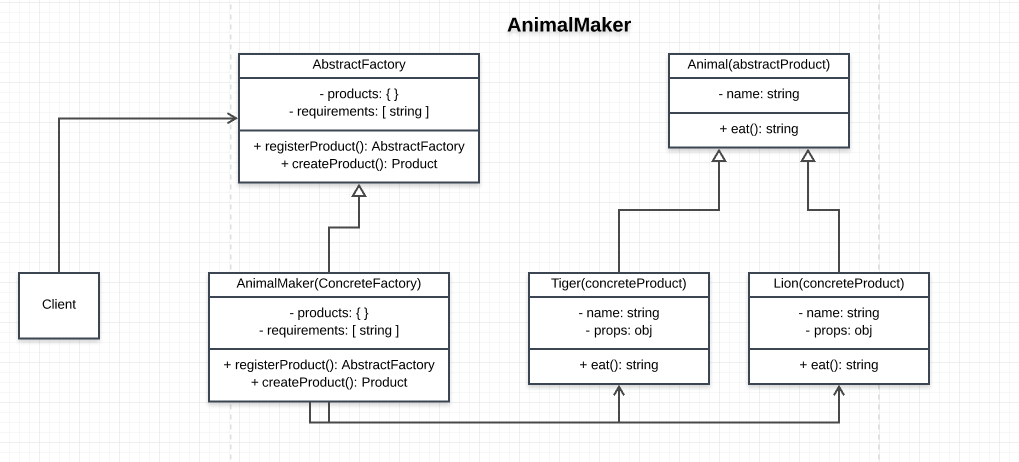 AnimalMaker
AbstractFactory
- products: { }
- requirements: [ string ]
+ registerProduct(): AbstractFactory
+ createProduct(): Product
Animal(abstractProduct)
- name: string
+ eat(): string
Client
AnimalMaker(ConcreteFactory)
- products: { }
- requirements: [ string ]
+ registerProduct(): AbstractFactory
+ createProduct(): Product
Tiger(concreteProduct)
- name: string
- props: obj
+ eat(): string
Lion(concreteProduct)
- name: string
- props: obj
+ eat(): string